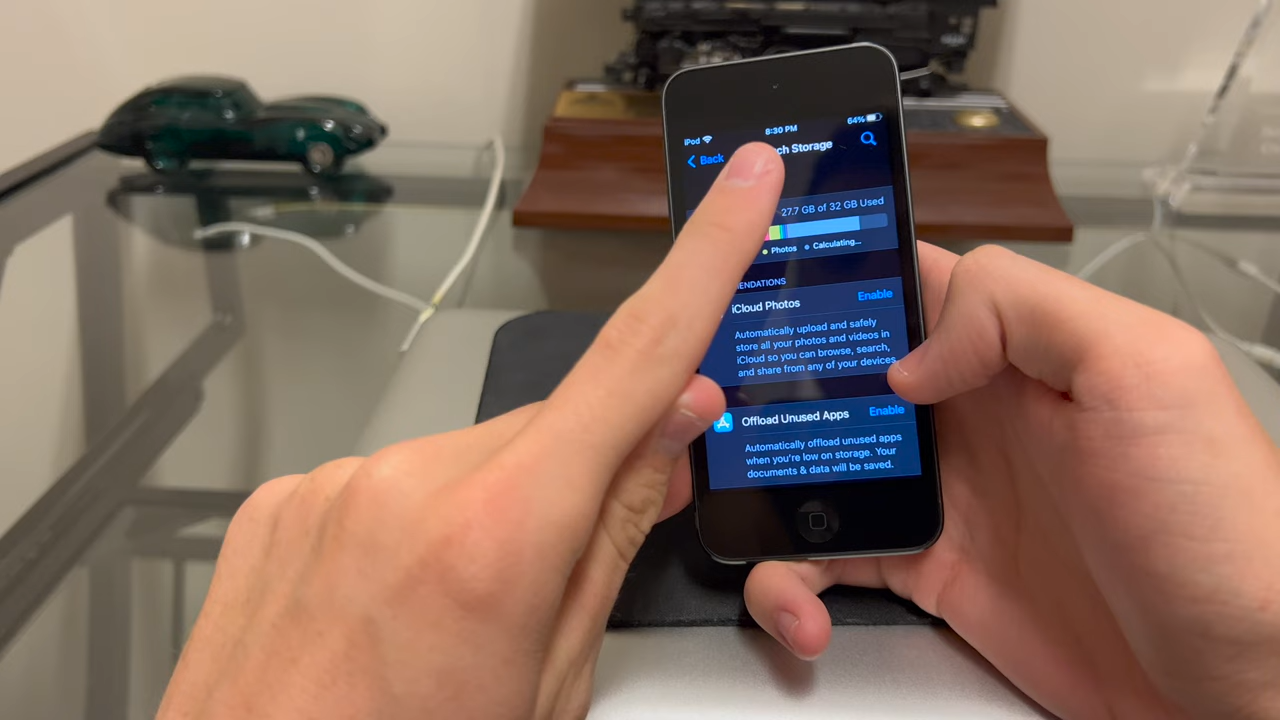 iPod 8:30 PM 64%
Back ch Storage
27.7 GB of 32 GB Used
Photos Calculating...
ENDATIONS
iCloud Photos Enable
Automatically upload and safely
store all your photos and videos in
iCloud so you can browse, search,
and share from any of your devices.
Offload Unused Apps Enable
Automatically offload unused apps
when you're low on storage. Your
documents & data will be saved.